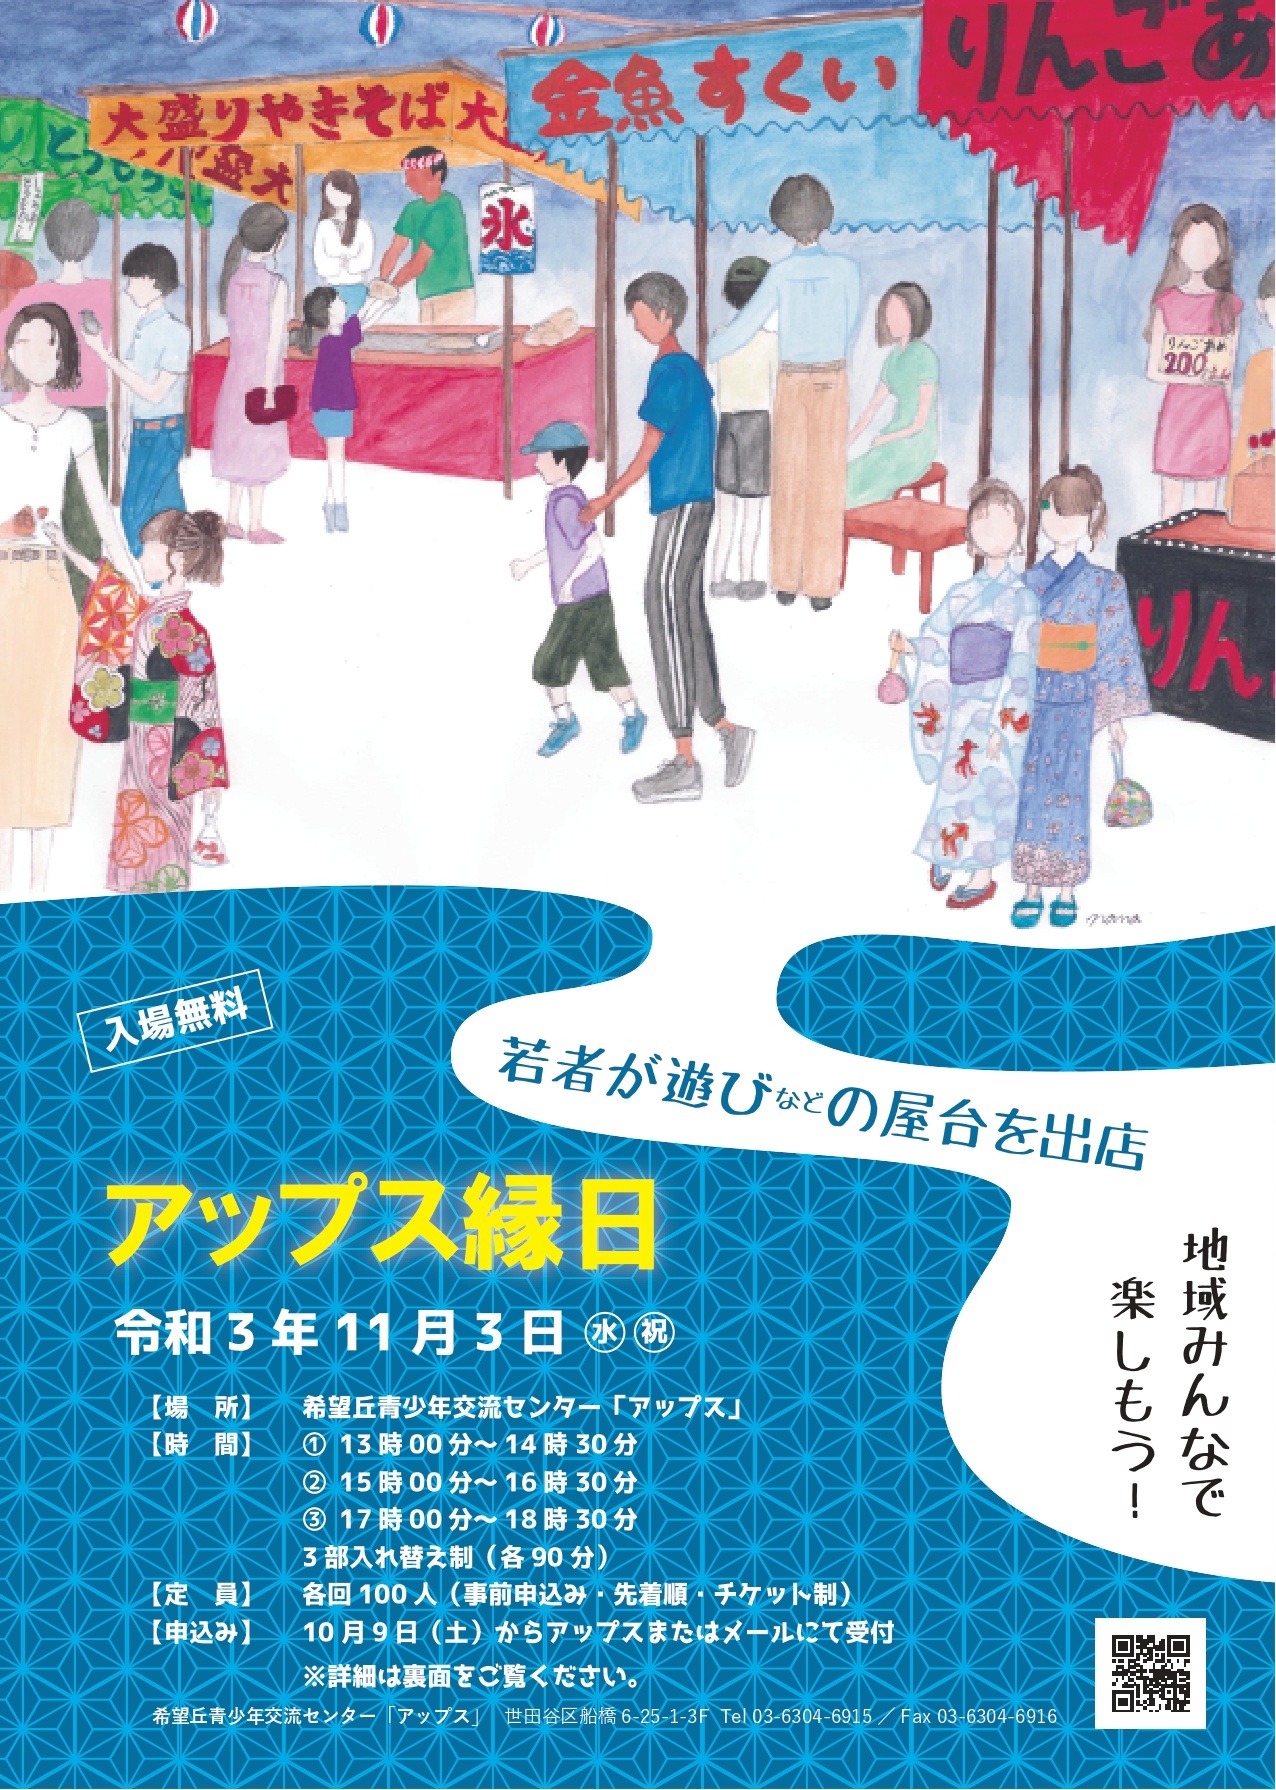 りんごあ
金魚すくい
大盛りやきそば 大
盛大
氷
りんごあめ
200えん
りん
nana
入場無料
若者が遊びなどの屋台を出店
アップス縁日
地域みんなで
楽しもう！
令和3年11月3日㊌㊗
【場　所】 希望丘青少年交流センター「アップス」
【時　間】 ① 13時00分〜14時30分
② 15時00分〜16時30分
③ 17時00分〜18時30分
3部入れ替え制（各90分）
【定　員】 各回100人（事前申込み・先着順・チケット制）
【申込み】 10月9日（土）からアップスまたはメールにて受付
※詳細は裏面をご覧ください。
希望丘青少年交流センター「アップス」　世田谷区船橋6-25-1-3F Tel 03-6304-6915／Fax 03-6304-6916